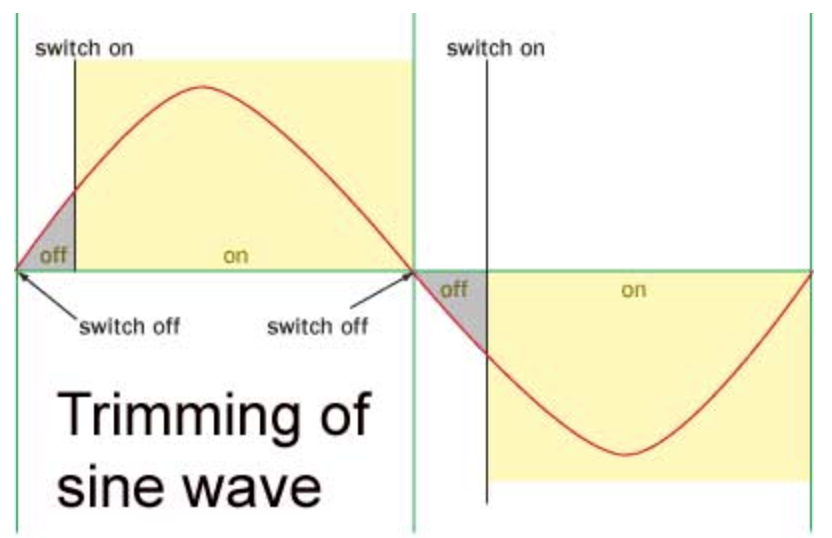 switch on
switch on
off
on
off
on
switch off
switch off
Trimming of
sine wave